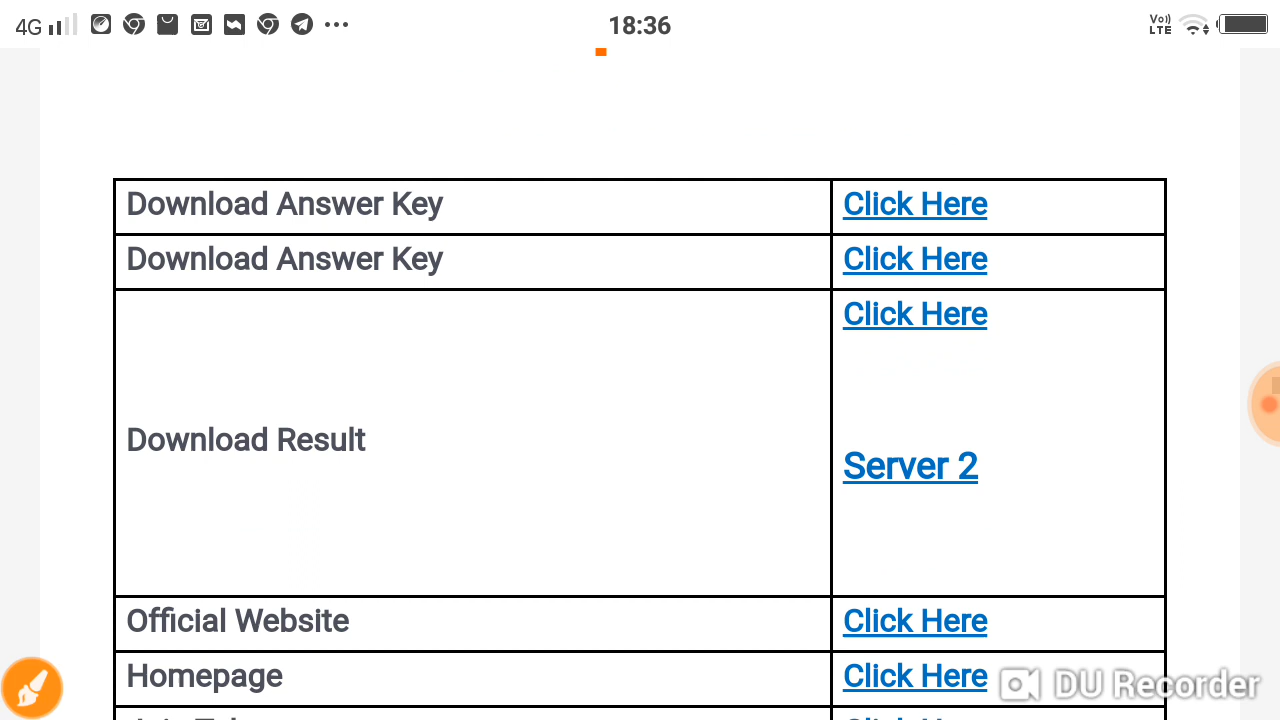 4G 18:36 Vo)) LTE
Download Answer Key Click Here
Download Answer Key Click Here
Click Here
Download Result
Server 2
Official Website Click Here
Homepage Click Here
DU Recorder